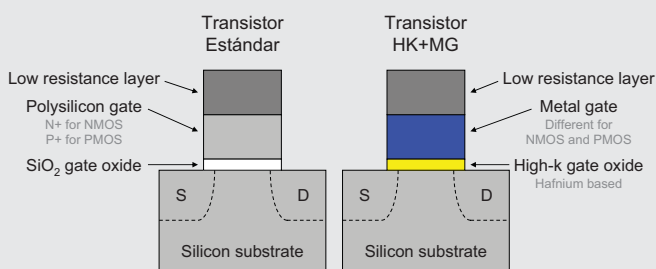 Transistor
Estándar
Transistor
HK+MG
Low resistance layer
Polysilicon gate
N+ for NMOS
P+ for PMOS
SiO₂ gate oxide
Low resistance layer
Metal gate
Different for
NMOS and PMOS
High-k gate oxide
Hafnium based
S
D
Silicon substrate
S
D
Silicon substrate